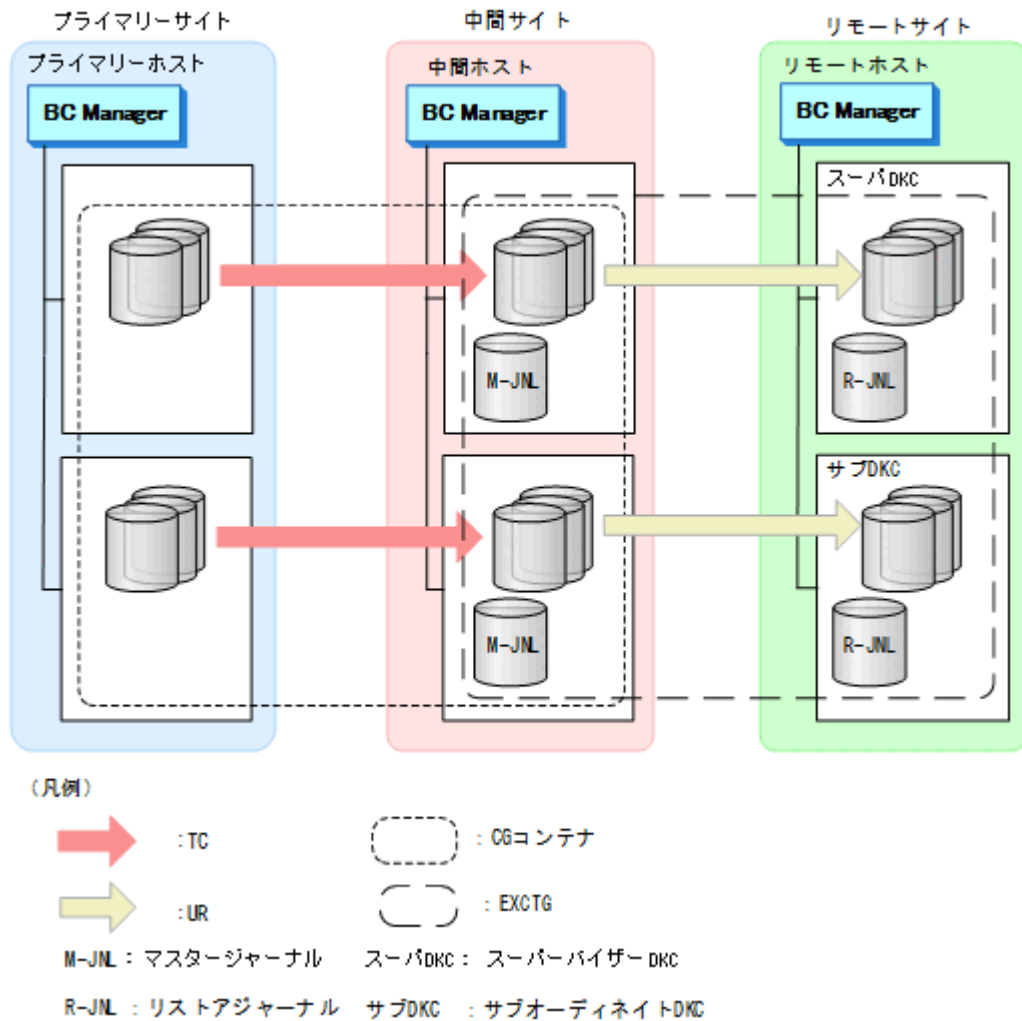 プライマリーサイト
中間サイト
リモートサイト
プライマリーホスト
中間ホスト
リモートホスト
BC Manager
BC Manager
BC Manager
スーパDKC
M-JNL
R-JNL
サブDKC
M-JNL
R-JNL
(凡例)
:TC
: CGコンテナ
:UR
: EXCTG
M-JNL : マスタージャーナル
スーパDKC : スーパーバイザーDKC
R-JNL : リストアジャーナル
サブDKC : サブオーディネイトDKC